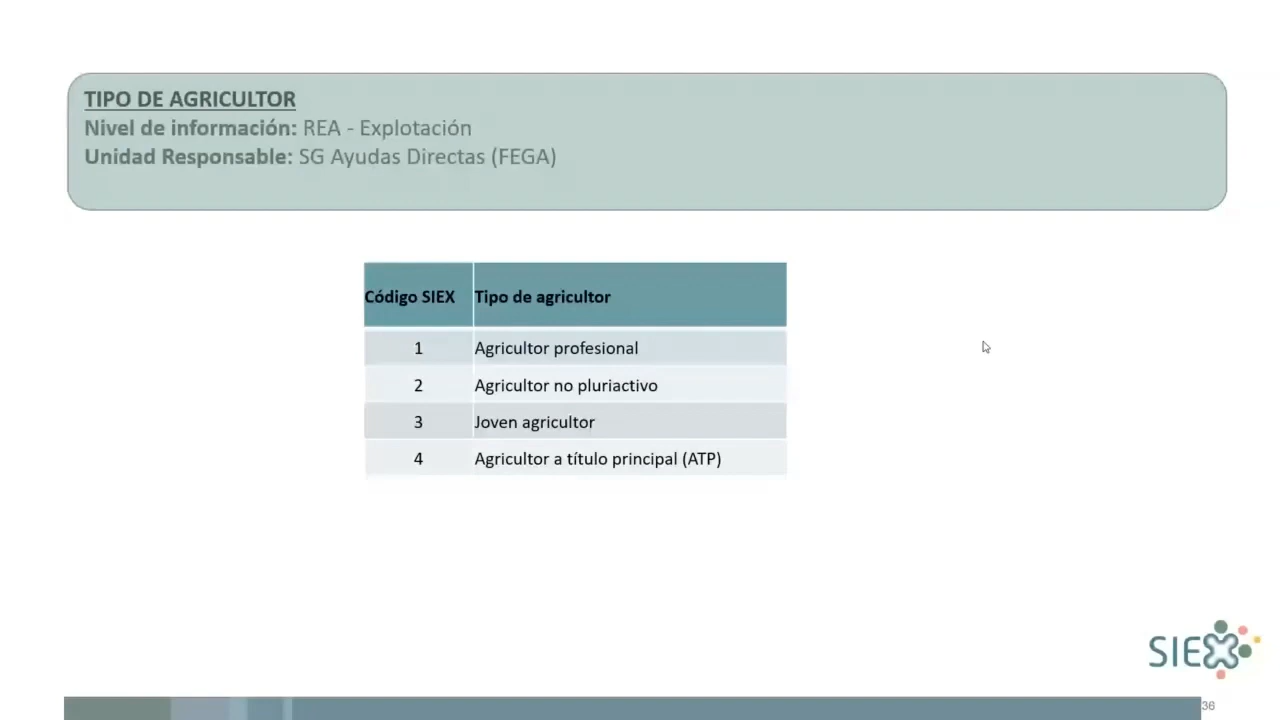 TIPO DE AGRICULTOR
Nivel de información: REA - Explotación
Unidad Responsable: SG Ayudas Directas (FEGA)
Código SIEX Tipo de agricultor
1 Agricultor profesional
2 Agricultor no pluriactivo
3 Joven agricultor
4 Agricultor a título principal (ATP)
SIEX
36